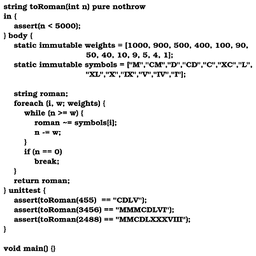 string toRoman(int n) pure nothrow
in {
    assert(n < 5000);
} body {
    static immutable weights = [1000, 900, 500, 400, 100, 90,
                                50, 40, 10, 9, 5, 4, 1];
    static immutable symbols = ["M","CM","D","CD","C","XC","L",
                                "XL","X","IX","V","IV","I"];

    string roman;
    foreach (i, w; weights) {
        while (n >= w) {
            roman ~= symbols[i];
            n -= w;
        }
        if (n == 0)
            break;
    }
    return roman;
} unittest {
    assert(toRoman(455)  == "CDLV");
    assert(toRoman(3456) == "MMMCDLVI");
    assert(toRoman(2488) == "MMCDLXXXVIII");
}

void main() {}